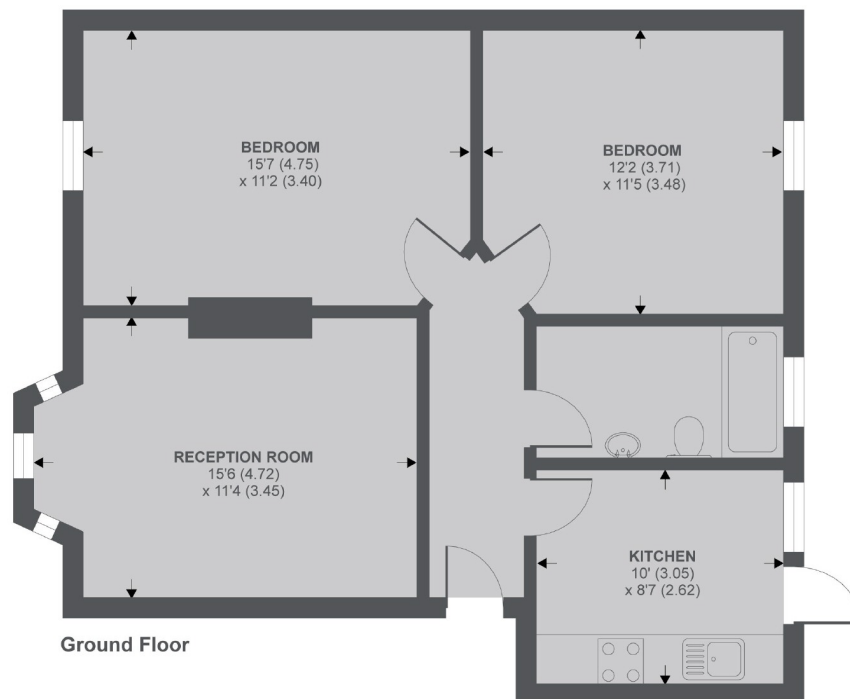 BEDROOM
15'7 (4.75)
x 11'2 (3.40)
BEDROOM
12'2 (3.71)
x 11'5 (3.48)
RECEPTION ROOM
15'6 (4.72)
x 11'4 (3.45)
KITCHEN
10' (3.05)
x 8'7 (2.62)
Ground Floor